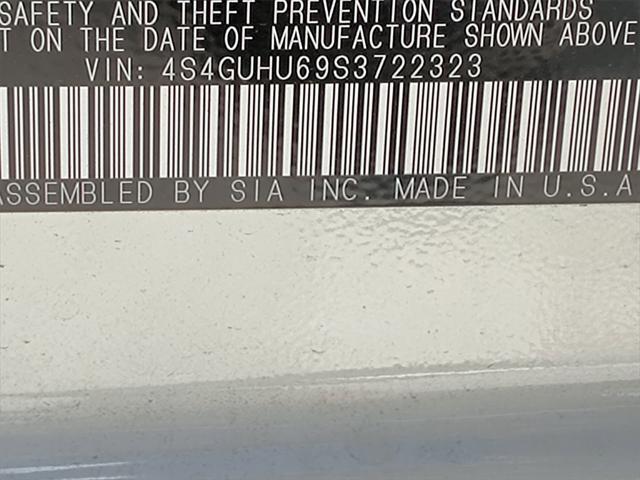 SAFETY AND THEFT PREVENTION STANDARDS
T ON THE DATE OF MANUFACTURE SHOWN ABOVE
VIN: 4S4GUHU69S3722323
ASSEMBLED BY SIA INC. MADE IN U.S.A